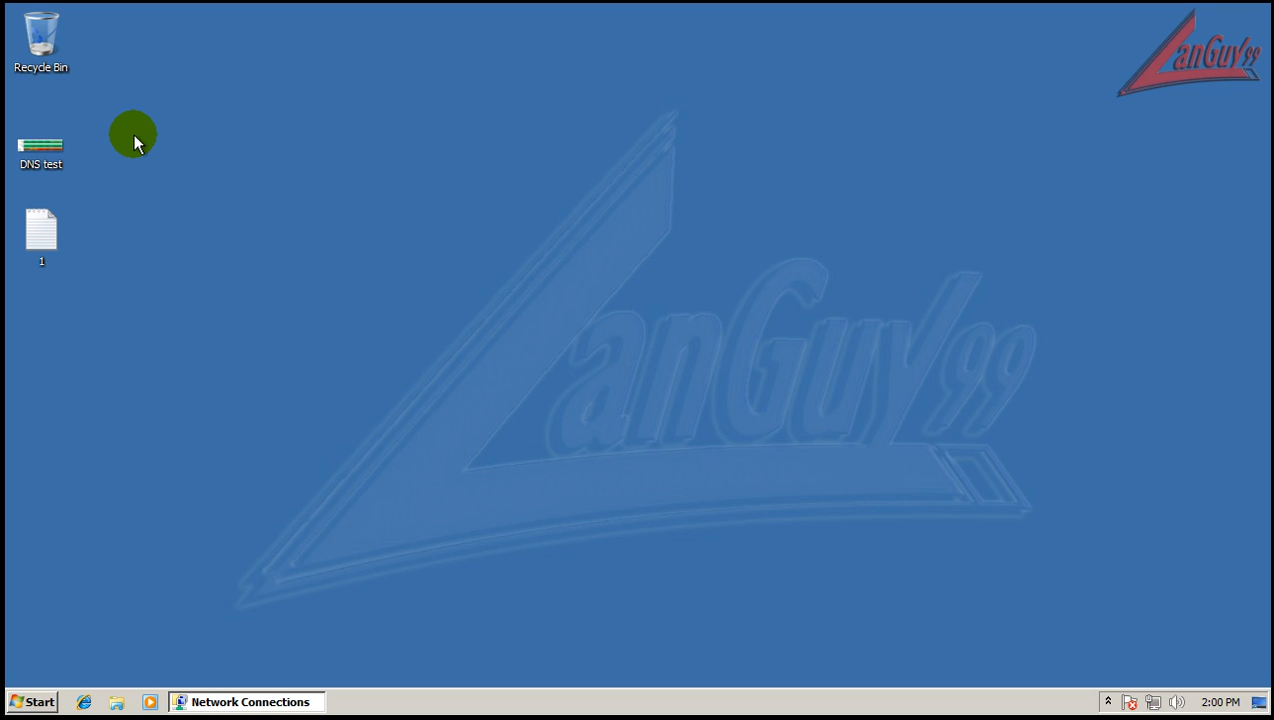 Recycle Bin
LanGuy99
DNS test
1
LanGuy99
Start
Network Connections
2:00 PM